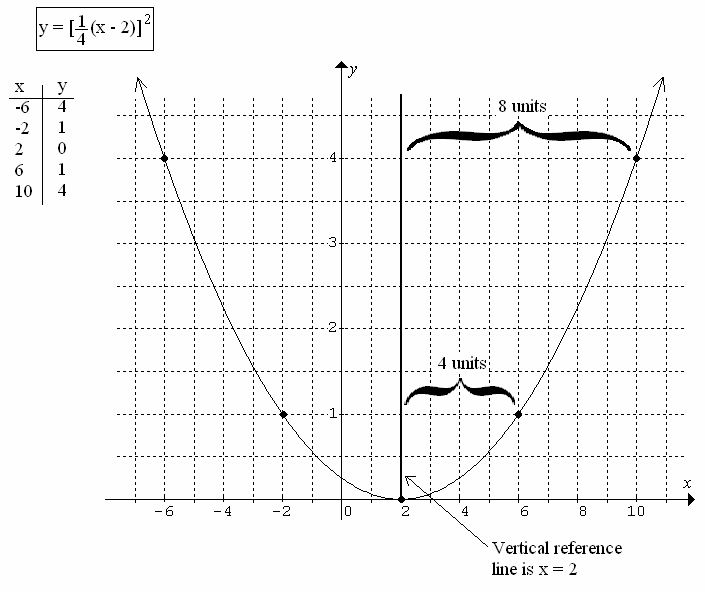 y = [1/4(x - 2)]²
x y
-6 4
-2 1
2 0
6 1
10 4
y
8 units
4
3
2
4 units
1
x
-6 -4 -2 0 2 4 6 8 10
Vertical reference
line is x = 2